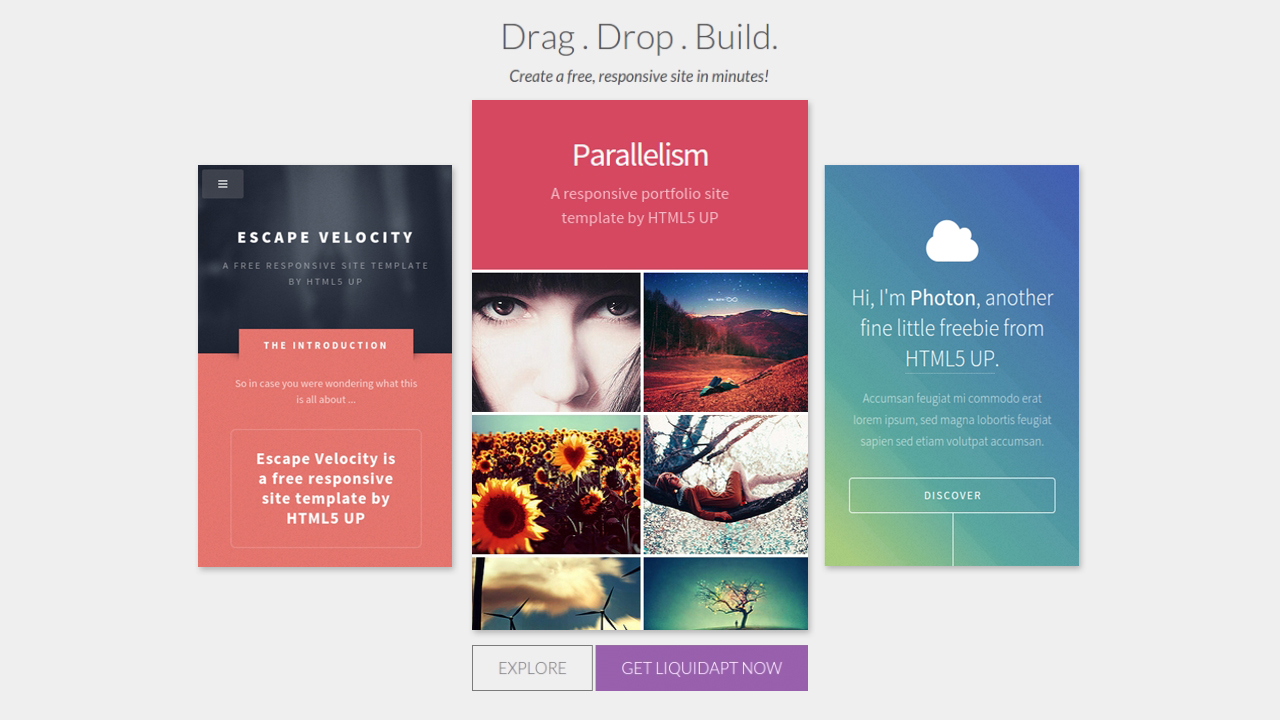 Drag . Drop . Build.
Create a free, responsive site in minutes!
ESCAPE VELOCITY
A FREE RESPONSIVE SITE TEMPLATE
BY HTML5 UP
THE INTRODUCTION
So in case you were wondering what this
is all about ...
Escape Velocity is
a free responsive
site template by
HTML5 UP
Parallelism
A responsive portfolio site
template by HTML5 UP
Hi, I'm Photon, another
fine little freebie from
HTML5 UP.
Accumsan feugiat mi commodo erat
lorem ipsum, sed magna lobortis feugiat
sapien sed etiam volutpat accumsan.
DISCOVER
EXPLORE
GET LIQUIDAPT NOW